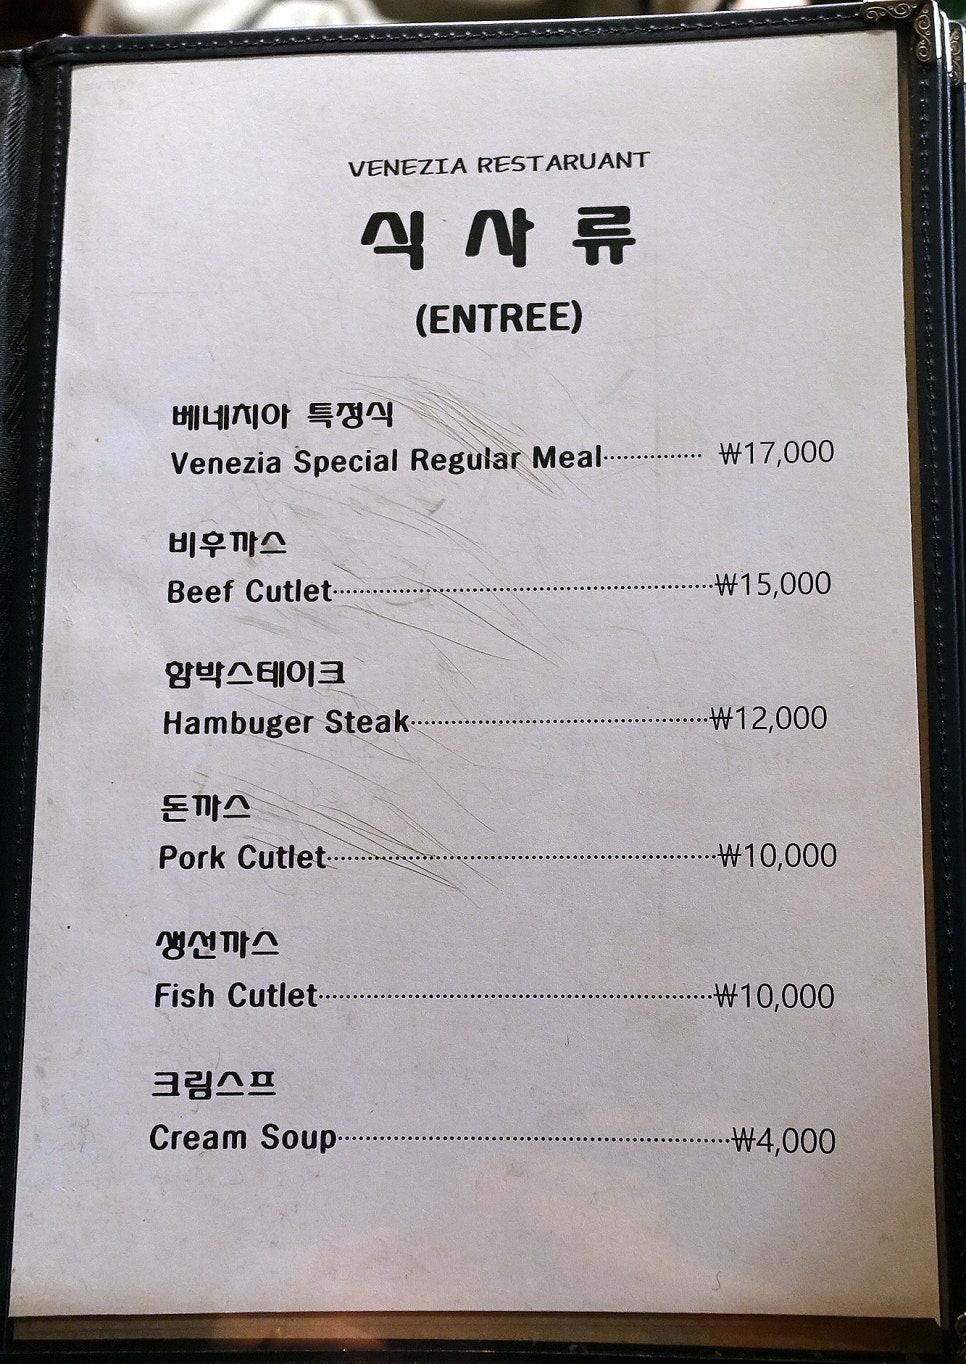 VENEZIA RESTARUANT
식 사 류
(ENTREE)
베네치아 특정식
Venezia Special Regular Meal·············· ₩17,000
비후까스
Beef Cutlet······················································₩15,000
함박스테이크
Hambuger Steak··········································₩12,000
돈까스
Pork Cutlet·······················································₩10,000
생선까스
Fish Cutlet························································₩10,000
크림스프
Cream Soup·······················································₩4,000